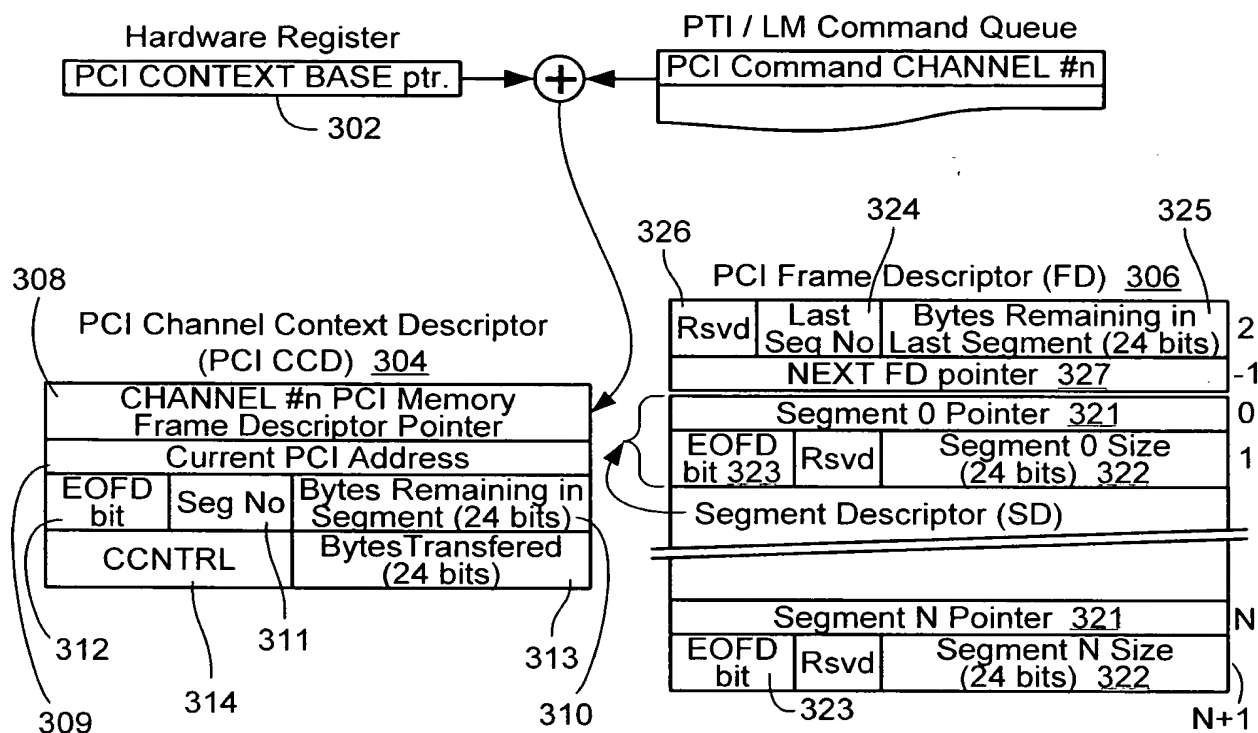 Hardware Register
PCI CONTEXT BASE ptr.
302
PTI / LM Command Queue
PCI Command CHANNEL #n
308
PCI Channel Context Descriptor
(PCI CCD) 304
CHANNEL #n PCI Memory
Frame Descriptor Pointer
Current PCI Address
EOFD
bit
Seg No
Bytes Remaining in
Segment (24 bits)
CCNTRL
BytesTransfered
(24 bits)
312
311
313
309
314
310
326
324
325
PCI Frame Descriptor (FD) 306
Rsvd
Last
Seg No
Bytes Remaining in
Last Segment (24 bits)
2
NEXT FD pointer 327
-1
Segment 0 Pointer 321
0
EOFD
bit 323
Rsvd
Segment 0 Size
(24 bits) 322
1
Segment Descriptor (SD)
Segment N Pointer 321
N
EOFD
bit
Rsvd
Segment N Size
(24 bits) 322
323
N+1